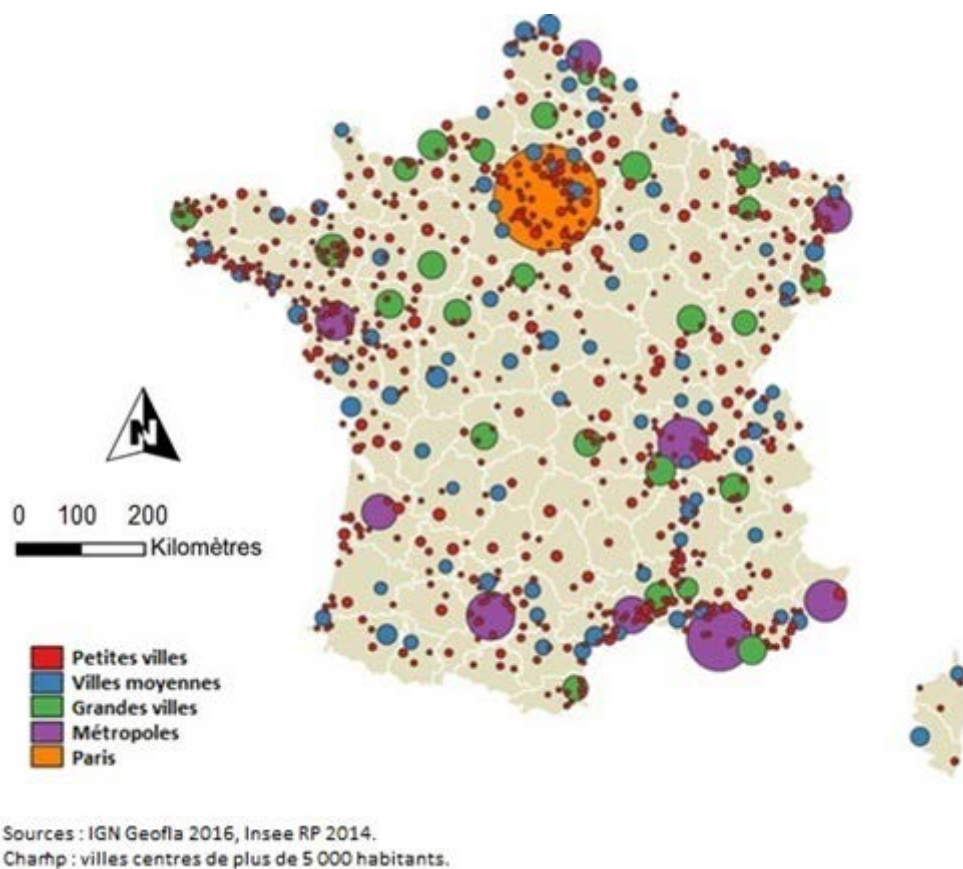 N
0 100 200
Kilomètres
Petites villes
Villes moyennes
Grandes villes
Métropoles
Paris
Sources : IGN Geofla 2016, Insee RP 2014.
Champ : villes centres de plus de 5 000 habitants.